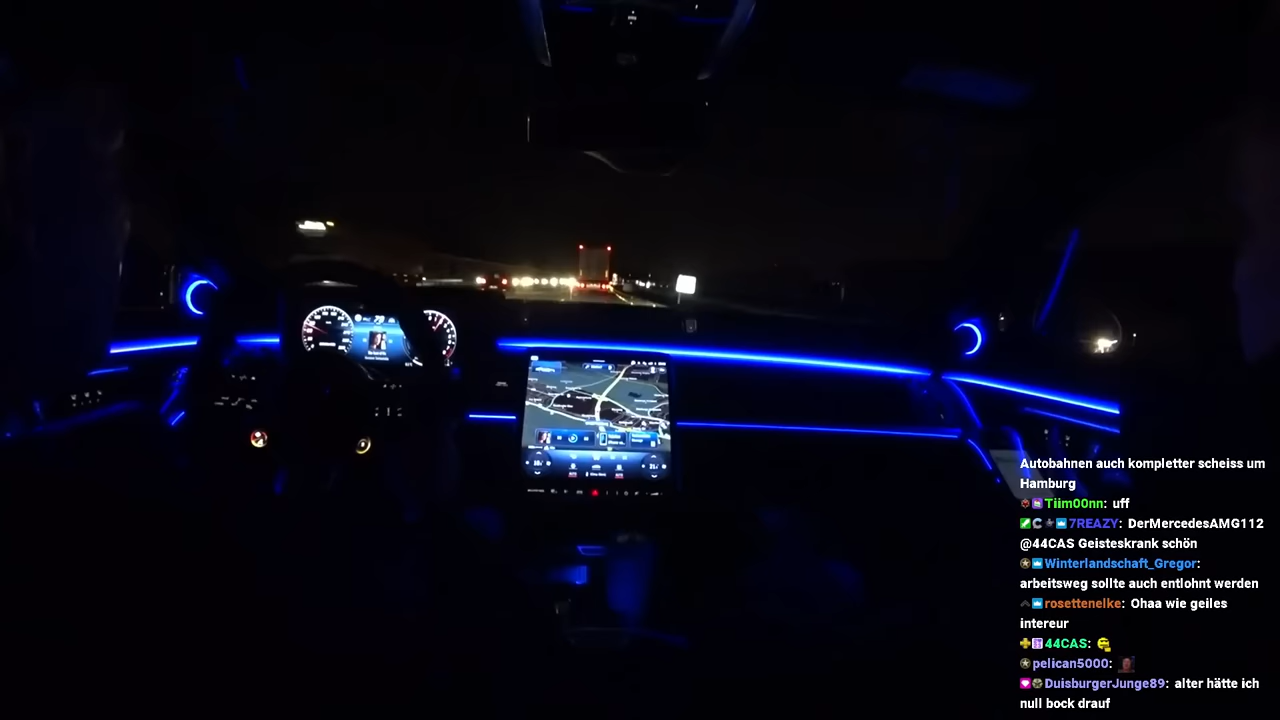 Autobahnen auch kompletter scheiss um
Hamburg
Tiim00nn: uff
7REAZY: DerMercedesAMG112
@44CAS Geisteskrank schön
Winterlandschaft_Gregor:
arbeitsweg sollte auch entlohnt werden
rosettenelke: Ohaa wie geiles
intereur
44CAS:
pelican5000:
DuisburgerJunge89: alter hätte ich
null bock drauf